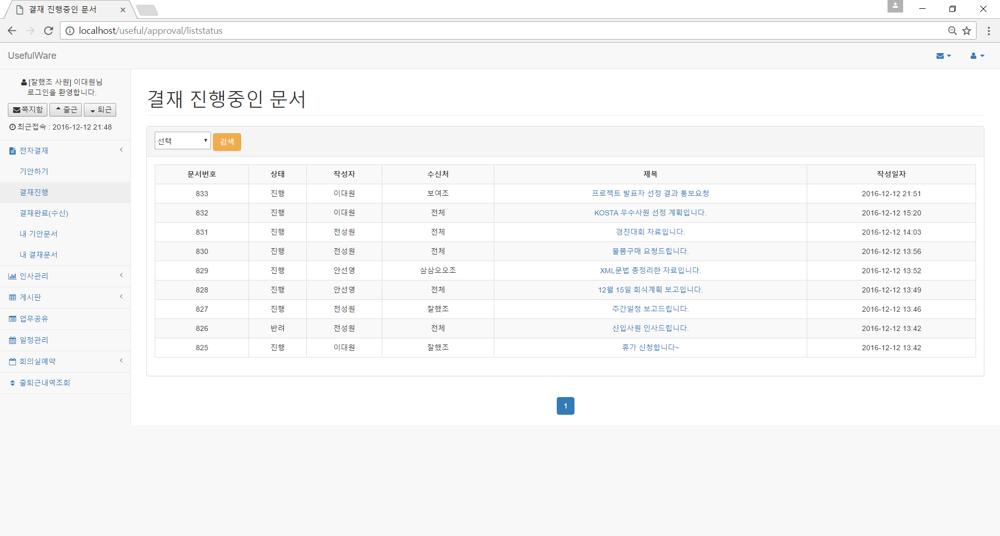 결재 진행중인 문서
localhost/useful/approval/liststatus
UsefulWare
[잘했조 사원] 이대원님
로그인을 환영합니다.
쪽지함 출근 퇴근
최근접속 : 2016-12-12 21:48
전자결재
기안하기
결재진행
결재완료(수신)
내 기안문서
내 결재문서
인사관리
게시판
업무공유
일정관리
회의실예약
출퇴근내역조회
결재 진행중인 문서
선택 검색
문서번호 상태 작성자 수신처 제목 작성일자
833 진행 이대원 보여조 프로젝트 발표자 선정 결과 통보요청 2016-12-12 21:51
832 진행 이대원 전체 KOSTA 우수사원 선정 계획입니다. 2016-12-12 15:20
831 진행 전성원 전체 경진대회 자료입니다. 2016-12-12 14:03
830 진행 전성원 전체 물품구매 요청드립니다. 2016-12-12 13:56
829 진행 안선영 삼삼오오조 XML문법 총정리한 자료입니다. 2016-12-12 13:52
828 진행 안선영 전체 12월 15일 회식계획 보고입니다. 2016-12-12 13:49
827 진행 전성원 잘했조 주간일정 보고드립니다. 2016-12-12 13:46
826 반려 전성원 전체 신입사원 인사드립니다. 2016-12-12 13:42
825 진행 이대원 잘했조 휴가 신청합니다~ 2016-12-12 13:42
1